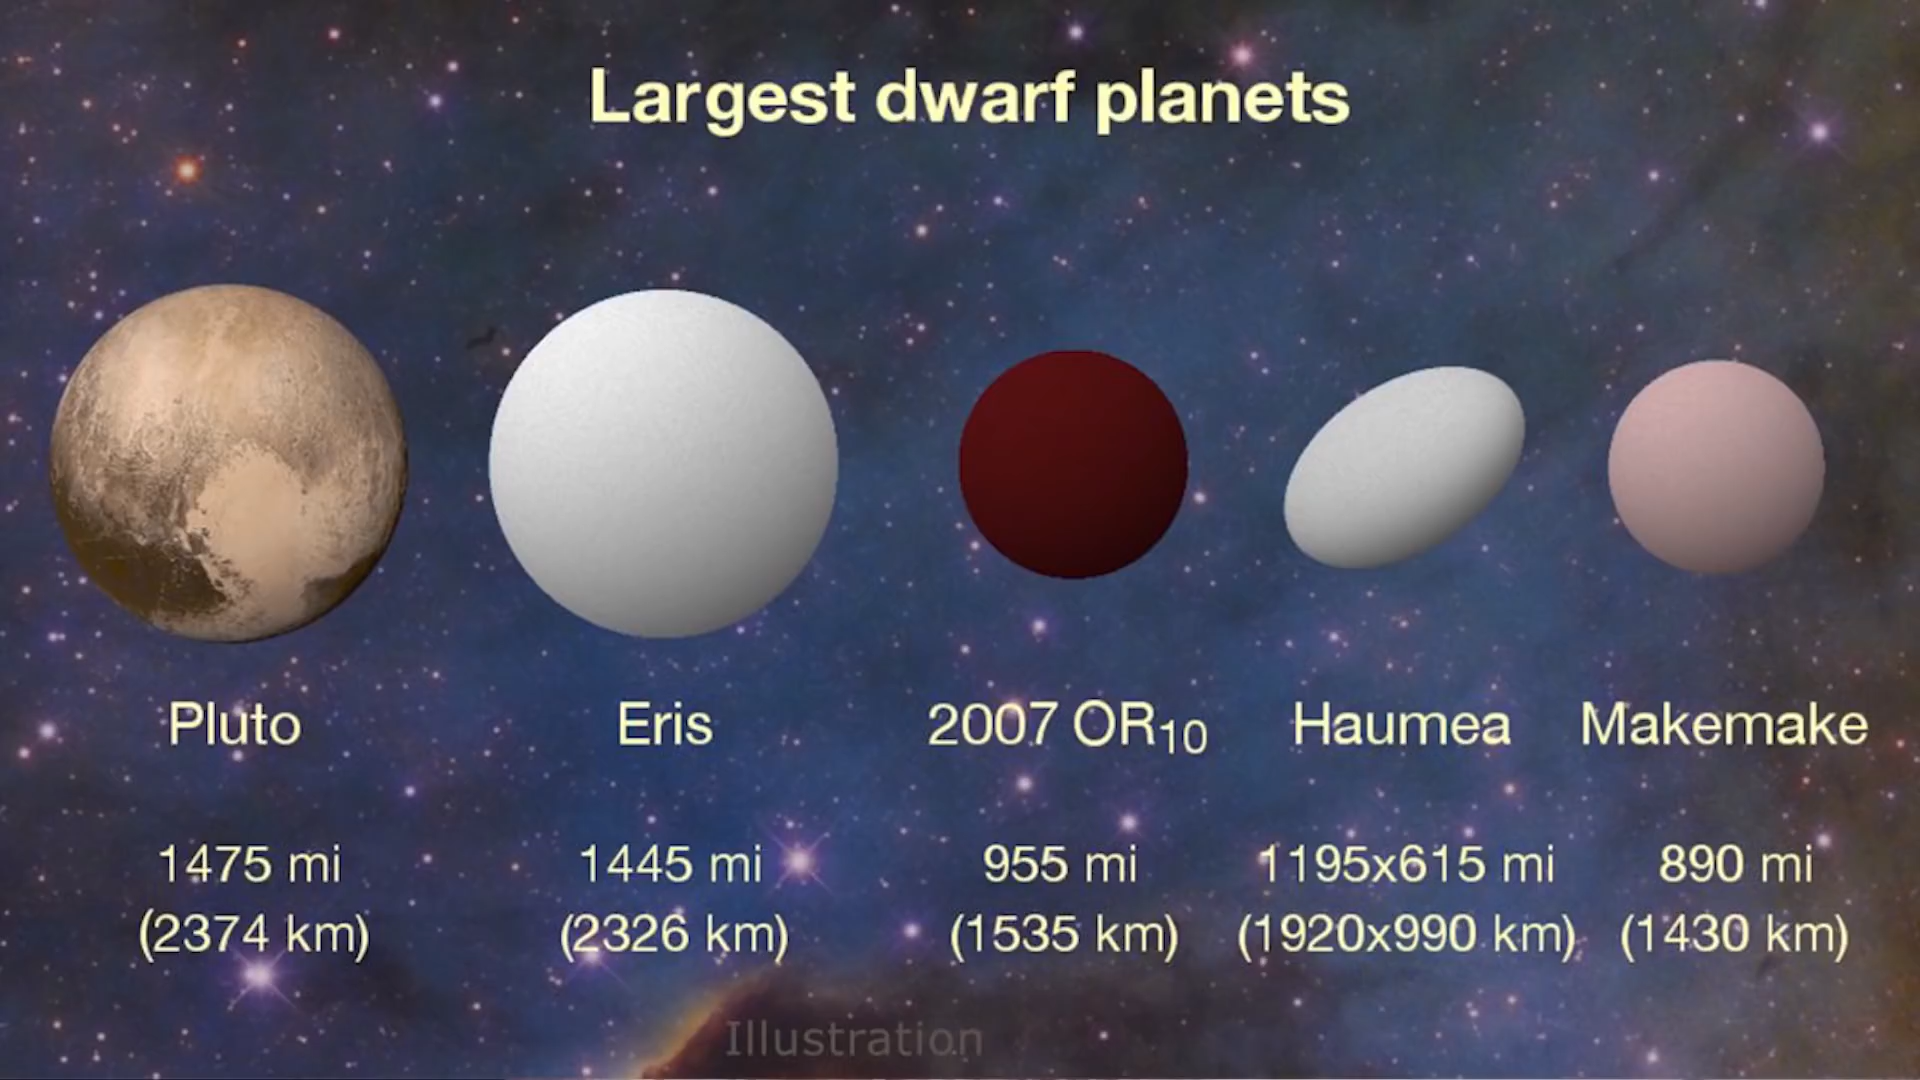 Largest dwarf planets
Pluto Eris 2007 OR₁₀ Haumea Makemake
1475 mi 1445 mi 955 mi 1195x615 mi 890 mi
(2374 km) (2326 km) (1535 km) (1920x990 km) (1430 km)
Illustration